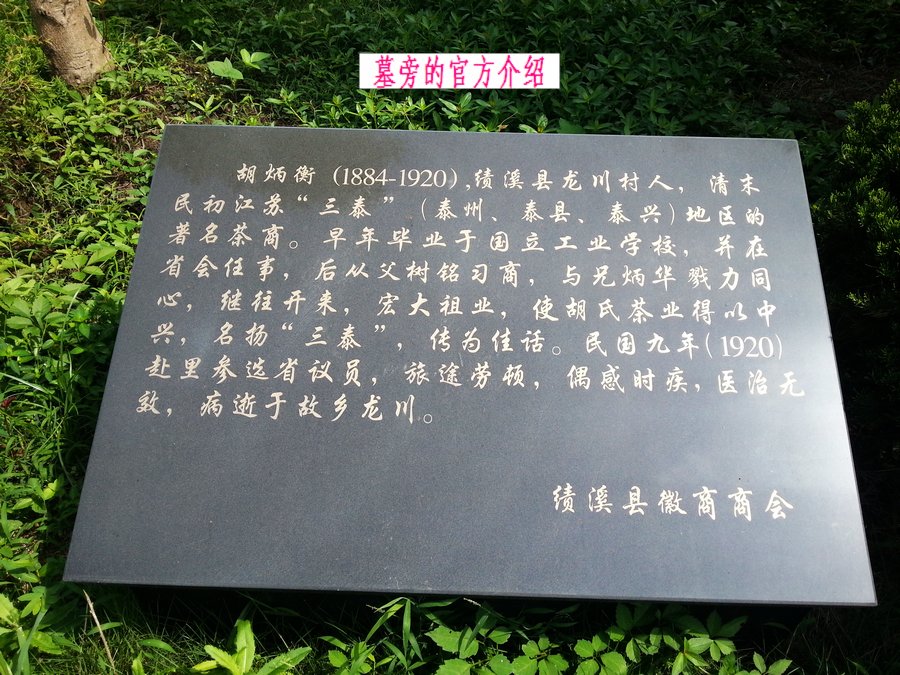 墓旁的官方介绍
胡炳衡(1884-1920),绩溪县龙川村人，清末
民初江苏“三泰”(泰州、泰县、泰兴)地区的
著名茶商。早年毕业于国立工业学校，并在
省会任事，后从父树铭习商，与兄炳华戮力同
心，继往开来，宏大祖业，使胡氏茶业得以中
兴，名扬“三泰”，传为佳话。民国九年(1920)
赴里参选省议员，旅途劳顿，偶感时疾，医治无
效，病逝于故乡龙川。
绩溪县徽商商会